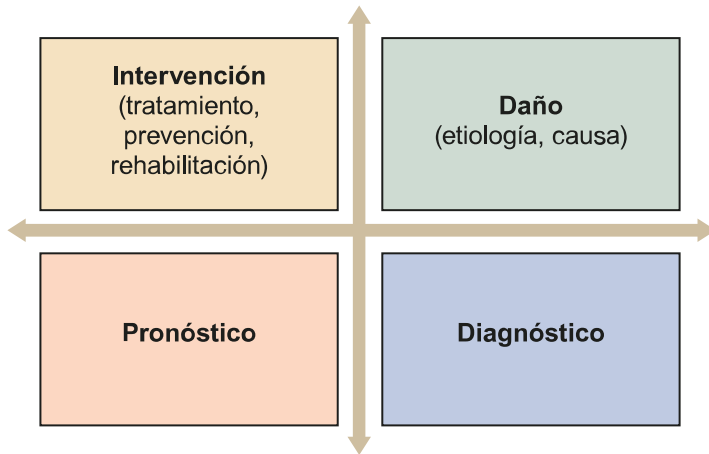 Intervención
(tratamiento,
prevención,
rehabilitación)
Daño
(etiología, causa)
Pronóstico
Diagnóstico